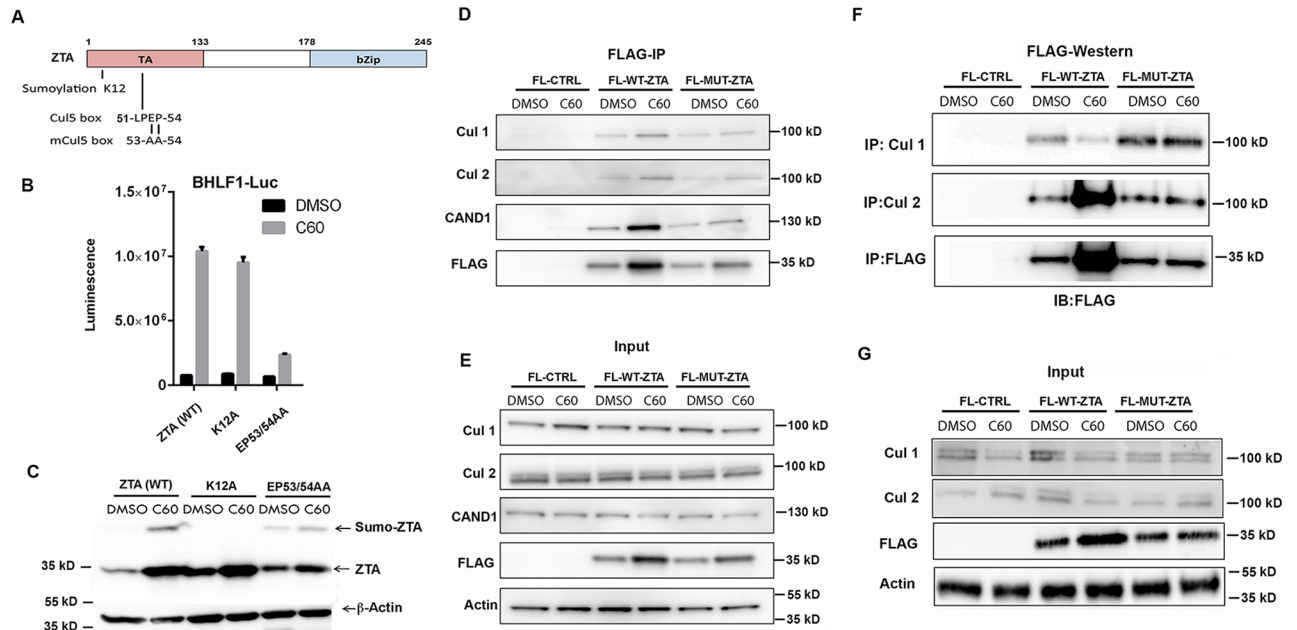 A
1 133 178 245
ZTA TA bZip
Sumoylation K12
Cul5 box 51-LPEP-54
mCul5 box 53-AA-54
B
BHLF1-Luc
Luminescence
1.5×10⁷
1.0×10⁷
5.0×10⁶
0
DMSO
C60
ZTA (WT) K12A EP53/54AA
C
ZTA (WT) K12A EP53/54AA
DMSO C60 DMSO C60 DMSO C60
Sumo-ZTA
35 kD ZTA
55 kD β-Actin
35 kD
D
FLAG-IP
FL-CTRL FL-WT-ZTA FL-MUT-ZTA
DMSO C60 DMSO C60 DMSO C60
Cul 1 100 kD
Cul 2 100 kD
CAND1 130 kD
FLAG 35 kD
E
Input
FL-CTRL FL-WT-ZTA FL-MUT-ZTA
DMSO C60 DMSO C60 DMSO C60
Cul 1 100 kD
Cul 2 100 kD
CAND1 130 kD
FLAG 35 kD
Actin 55 kD
35 kD
F
FLAG-Western
FL-CTRL FL-WT-ZTA FL-MUT-ZTA
DMSO C60 DMSO C60 DMSO C60
IP: Cul 1 100 kD
IP:Cul 2 100 kD
IP:FLAG 35 kD
IB:FLAG
G
Input
FL-CTRL FL-WT-ZTA FL-MUT-ZTA
DMSO C60 DMSO C60 DMSO C60
Cul 1 100 kD
Cul 2 100 kD
FLAG 35 kD
Actin 55 kD
35 kD